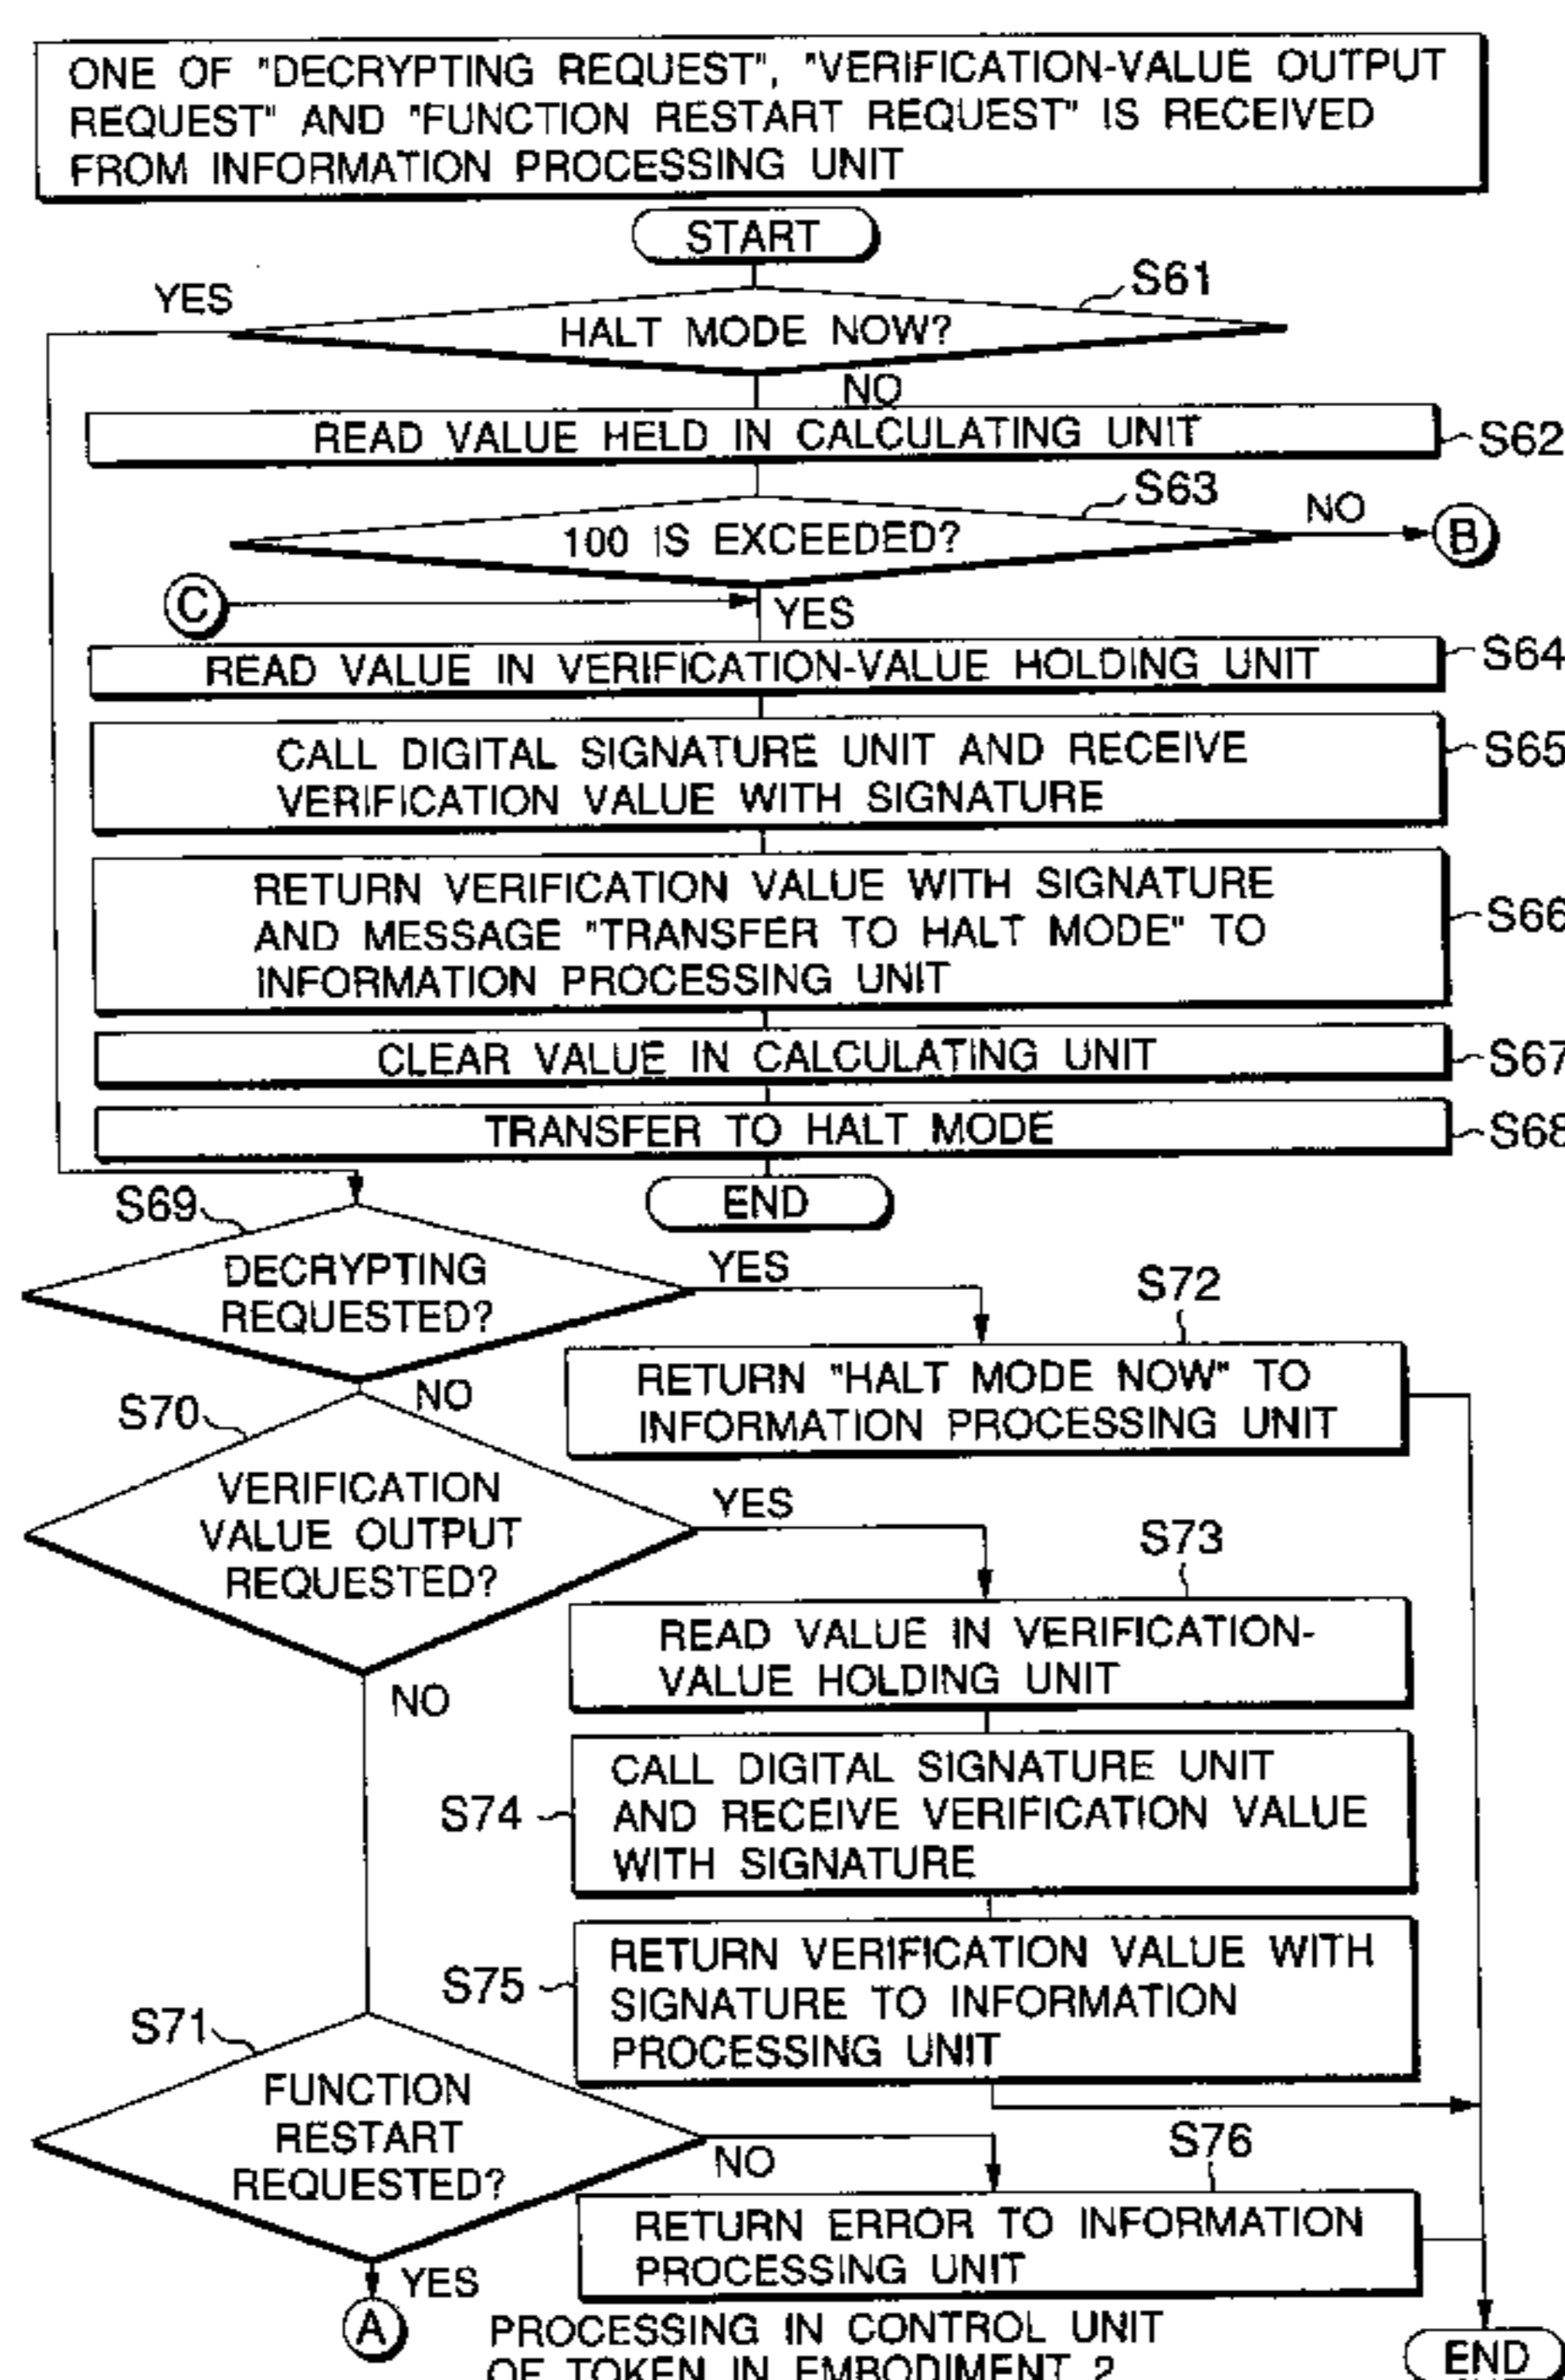 ONE OF "DECRYPTING REQUEST", "VERIFICATION-VALUE OUTPUT
REQUEST" AND "FUNCTION RESTART REQUEST" IS RECEIVED
FROM INFORMATION PROCESSING UNIT
START
S61
YES
HALT MODE NOW?
NO
READ VALUE HELD IN CALCULATING UNIT
S62
S63
100 IS EXCEEDED?
NO
B
C
YES
READ VALUE IN VERIFICATION-VALUE HOLDING UNIT
S64
CALL DIGITAL SIGNATURE UNIT AND RECEIVE
VERIFICATION VALUE WITH SIGNATURE
S65
RETURN VERIFICATION VALUE WITH SIGNATURE
AND MESSAGE "TRANSFER TO HALT MODE" TO
INFORMATION PROCESSING UNIT
S66
CLEAR VALUE IN CALCULATING UNIT
S67
TRANSFER TO HALT MODE
S68
END
S69
DECRYPTING
REQUESTED?
YES
NO
S72
RETURN "HALT MODE NOW" TO
INFORMATION PROCESSING UNIT
S70
VERIFICATION
VALUE OUTPUT
REQUESTED?
YES
NO
S73
READ VALUE IN VERIFICATION-
VALUE HOLDING UNIT
S74
CALL DIGITAL SIGNATURE UNIT
AND RECEIVE VERIFICATION VALUE
WITH SIGNATURE
S75
RETURN VERIFICATION VALUE WITH
SIGNATURE TO INFORMATION
PROCESSING UNIT
S71
FUNCTION
RESTART
REQUESTED?
NO
S76
RETURN ERROR TO INFORMATION
PROCESSING UNIT
YES
A
PROCESSING IN CONTROL UNIT
OF TOKEN IN EMBODIMENT 2
END